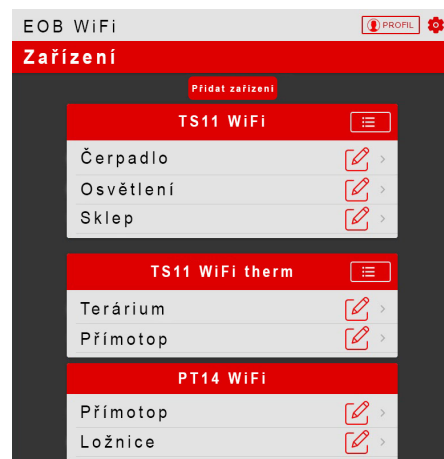 EOB WiFi
PROFIL
Zařízení
Přidat zařízení
TS11 WiFi
Čerpadlo
Osvětlení
Sklep
TS11 WiFi therm
Terárium
Přímotop
PT14 WiFi
Přímotop
Ložnice